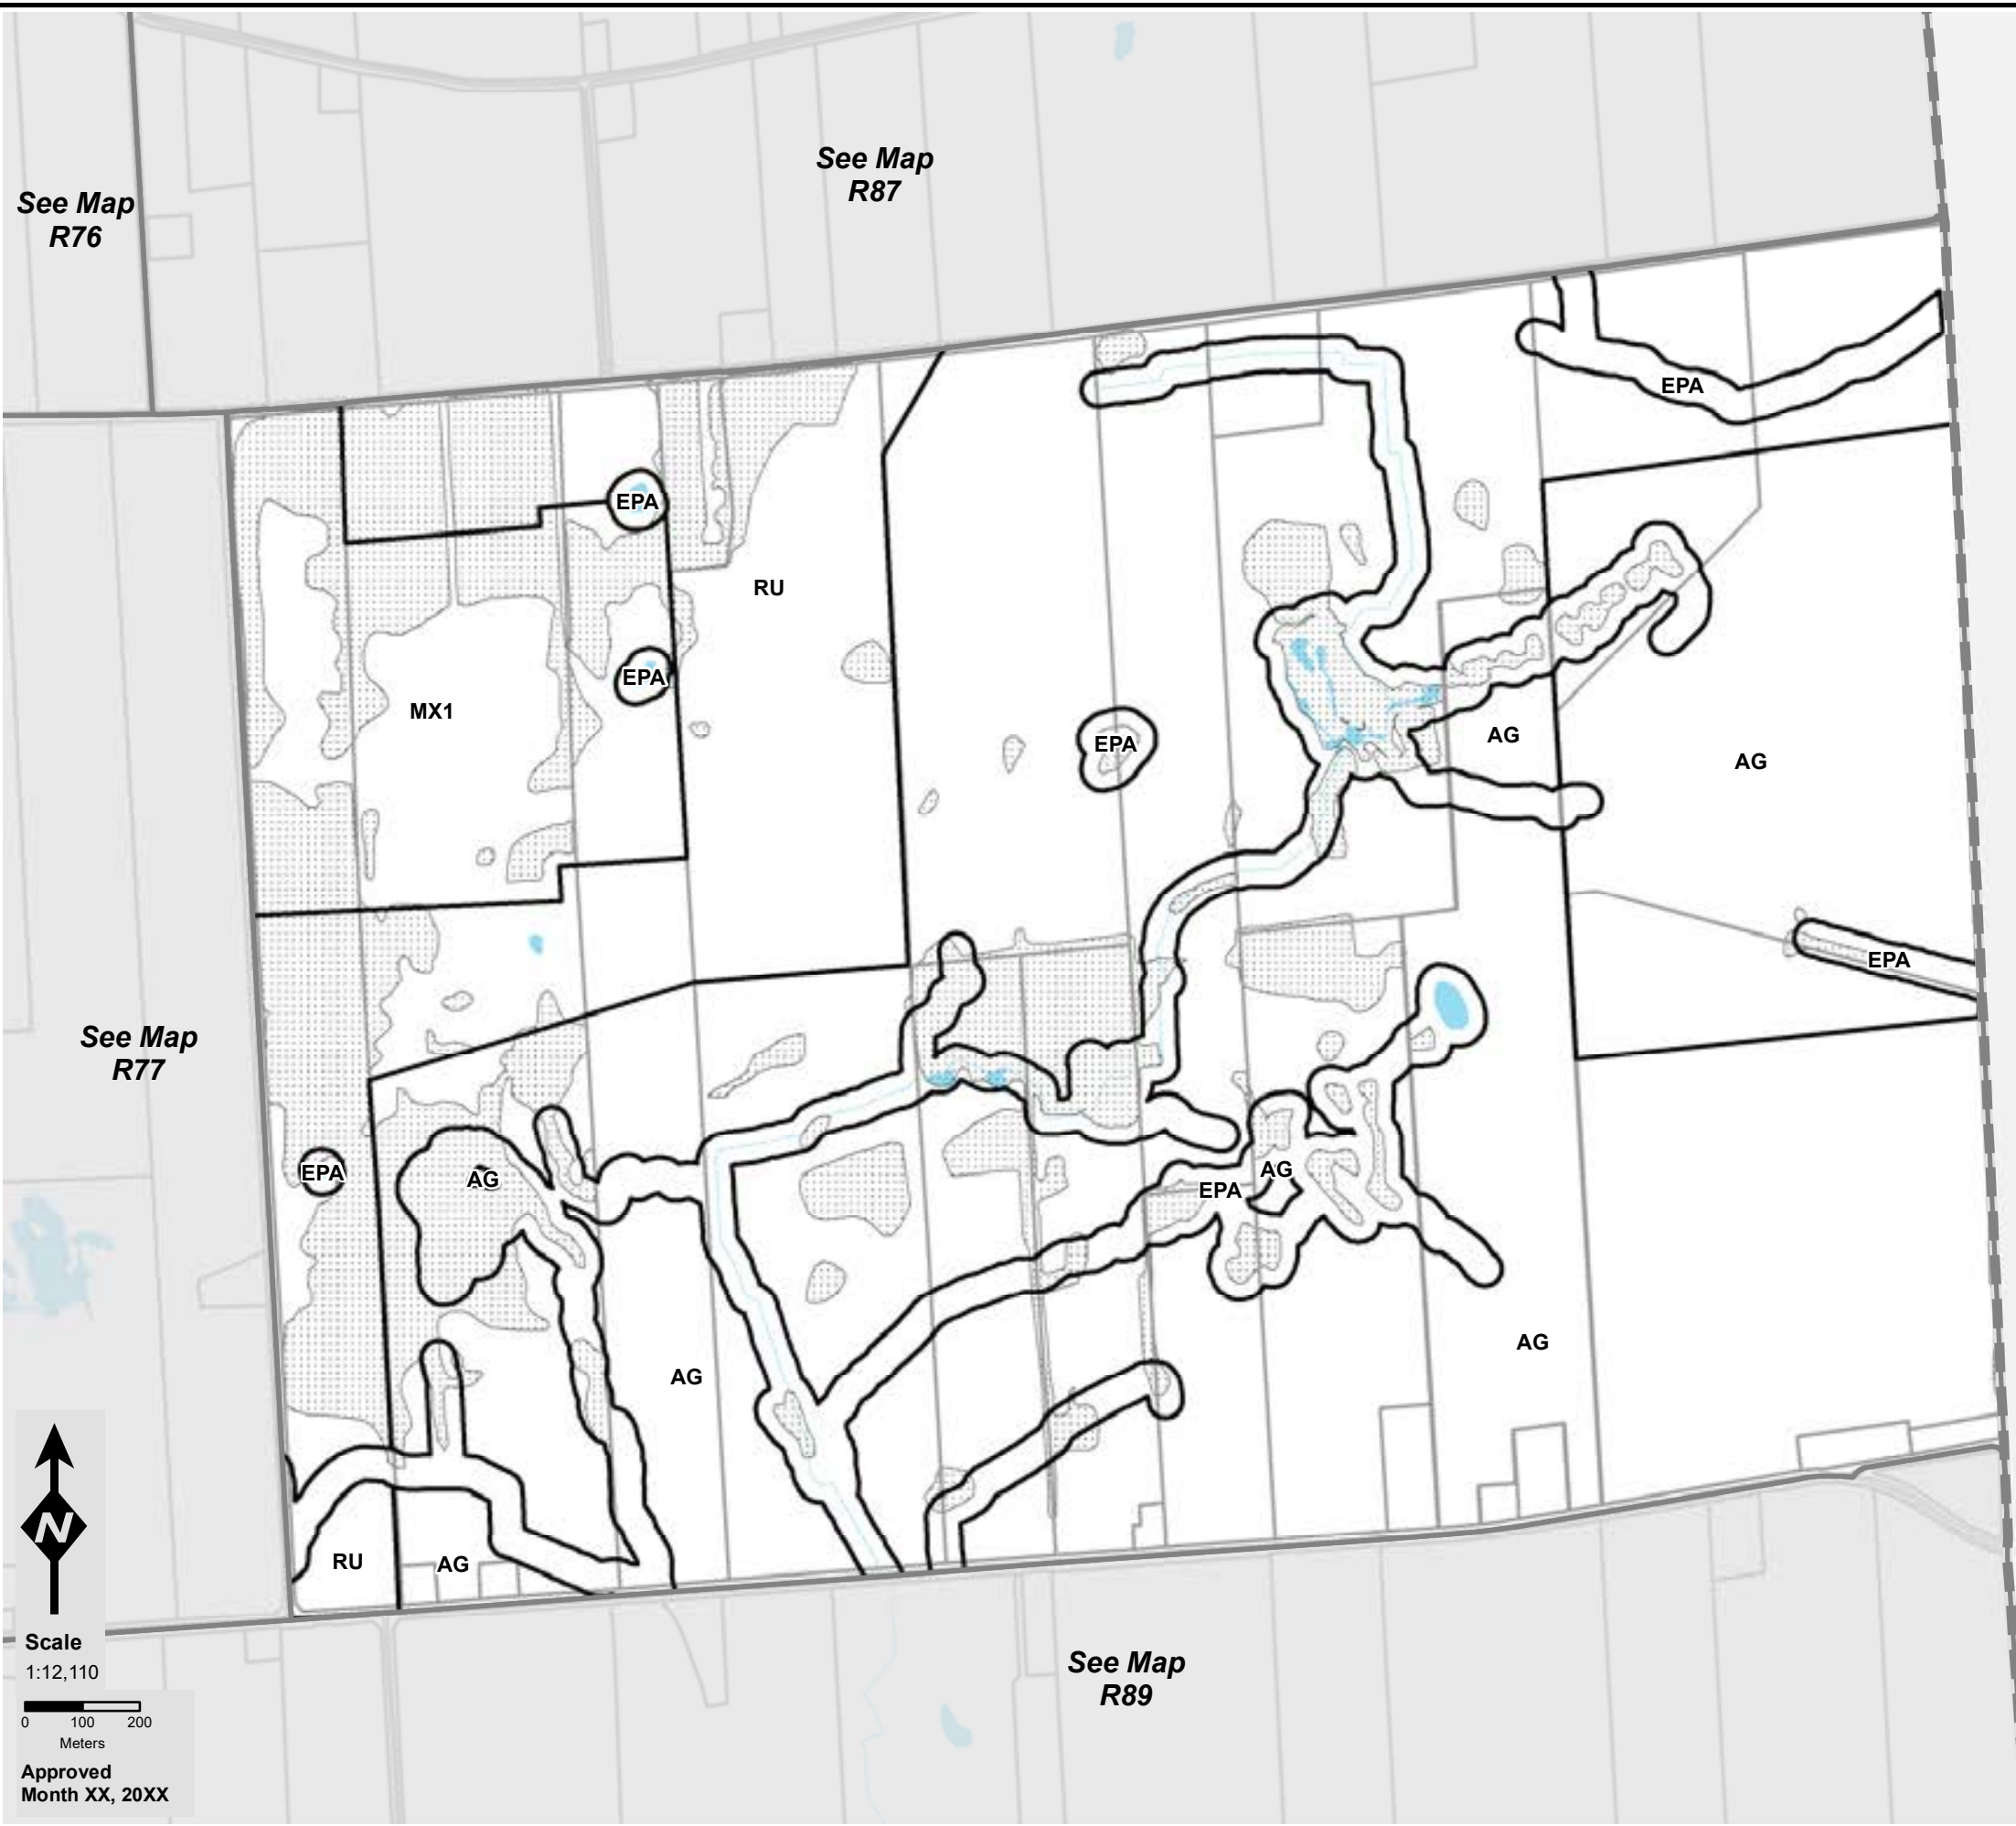 See Map
R87
See Map
R76
EPA
EPA
RU
EPA
MX1
EPA
AG
AG
EPA
See Map
R77
EPA
AG
AG
EPA
AG
AG
RU
AG
N
Scale
1:12,110
0 100 200
Meters
Approved
Month XX, 20XX
See Map
R89